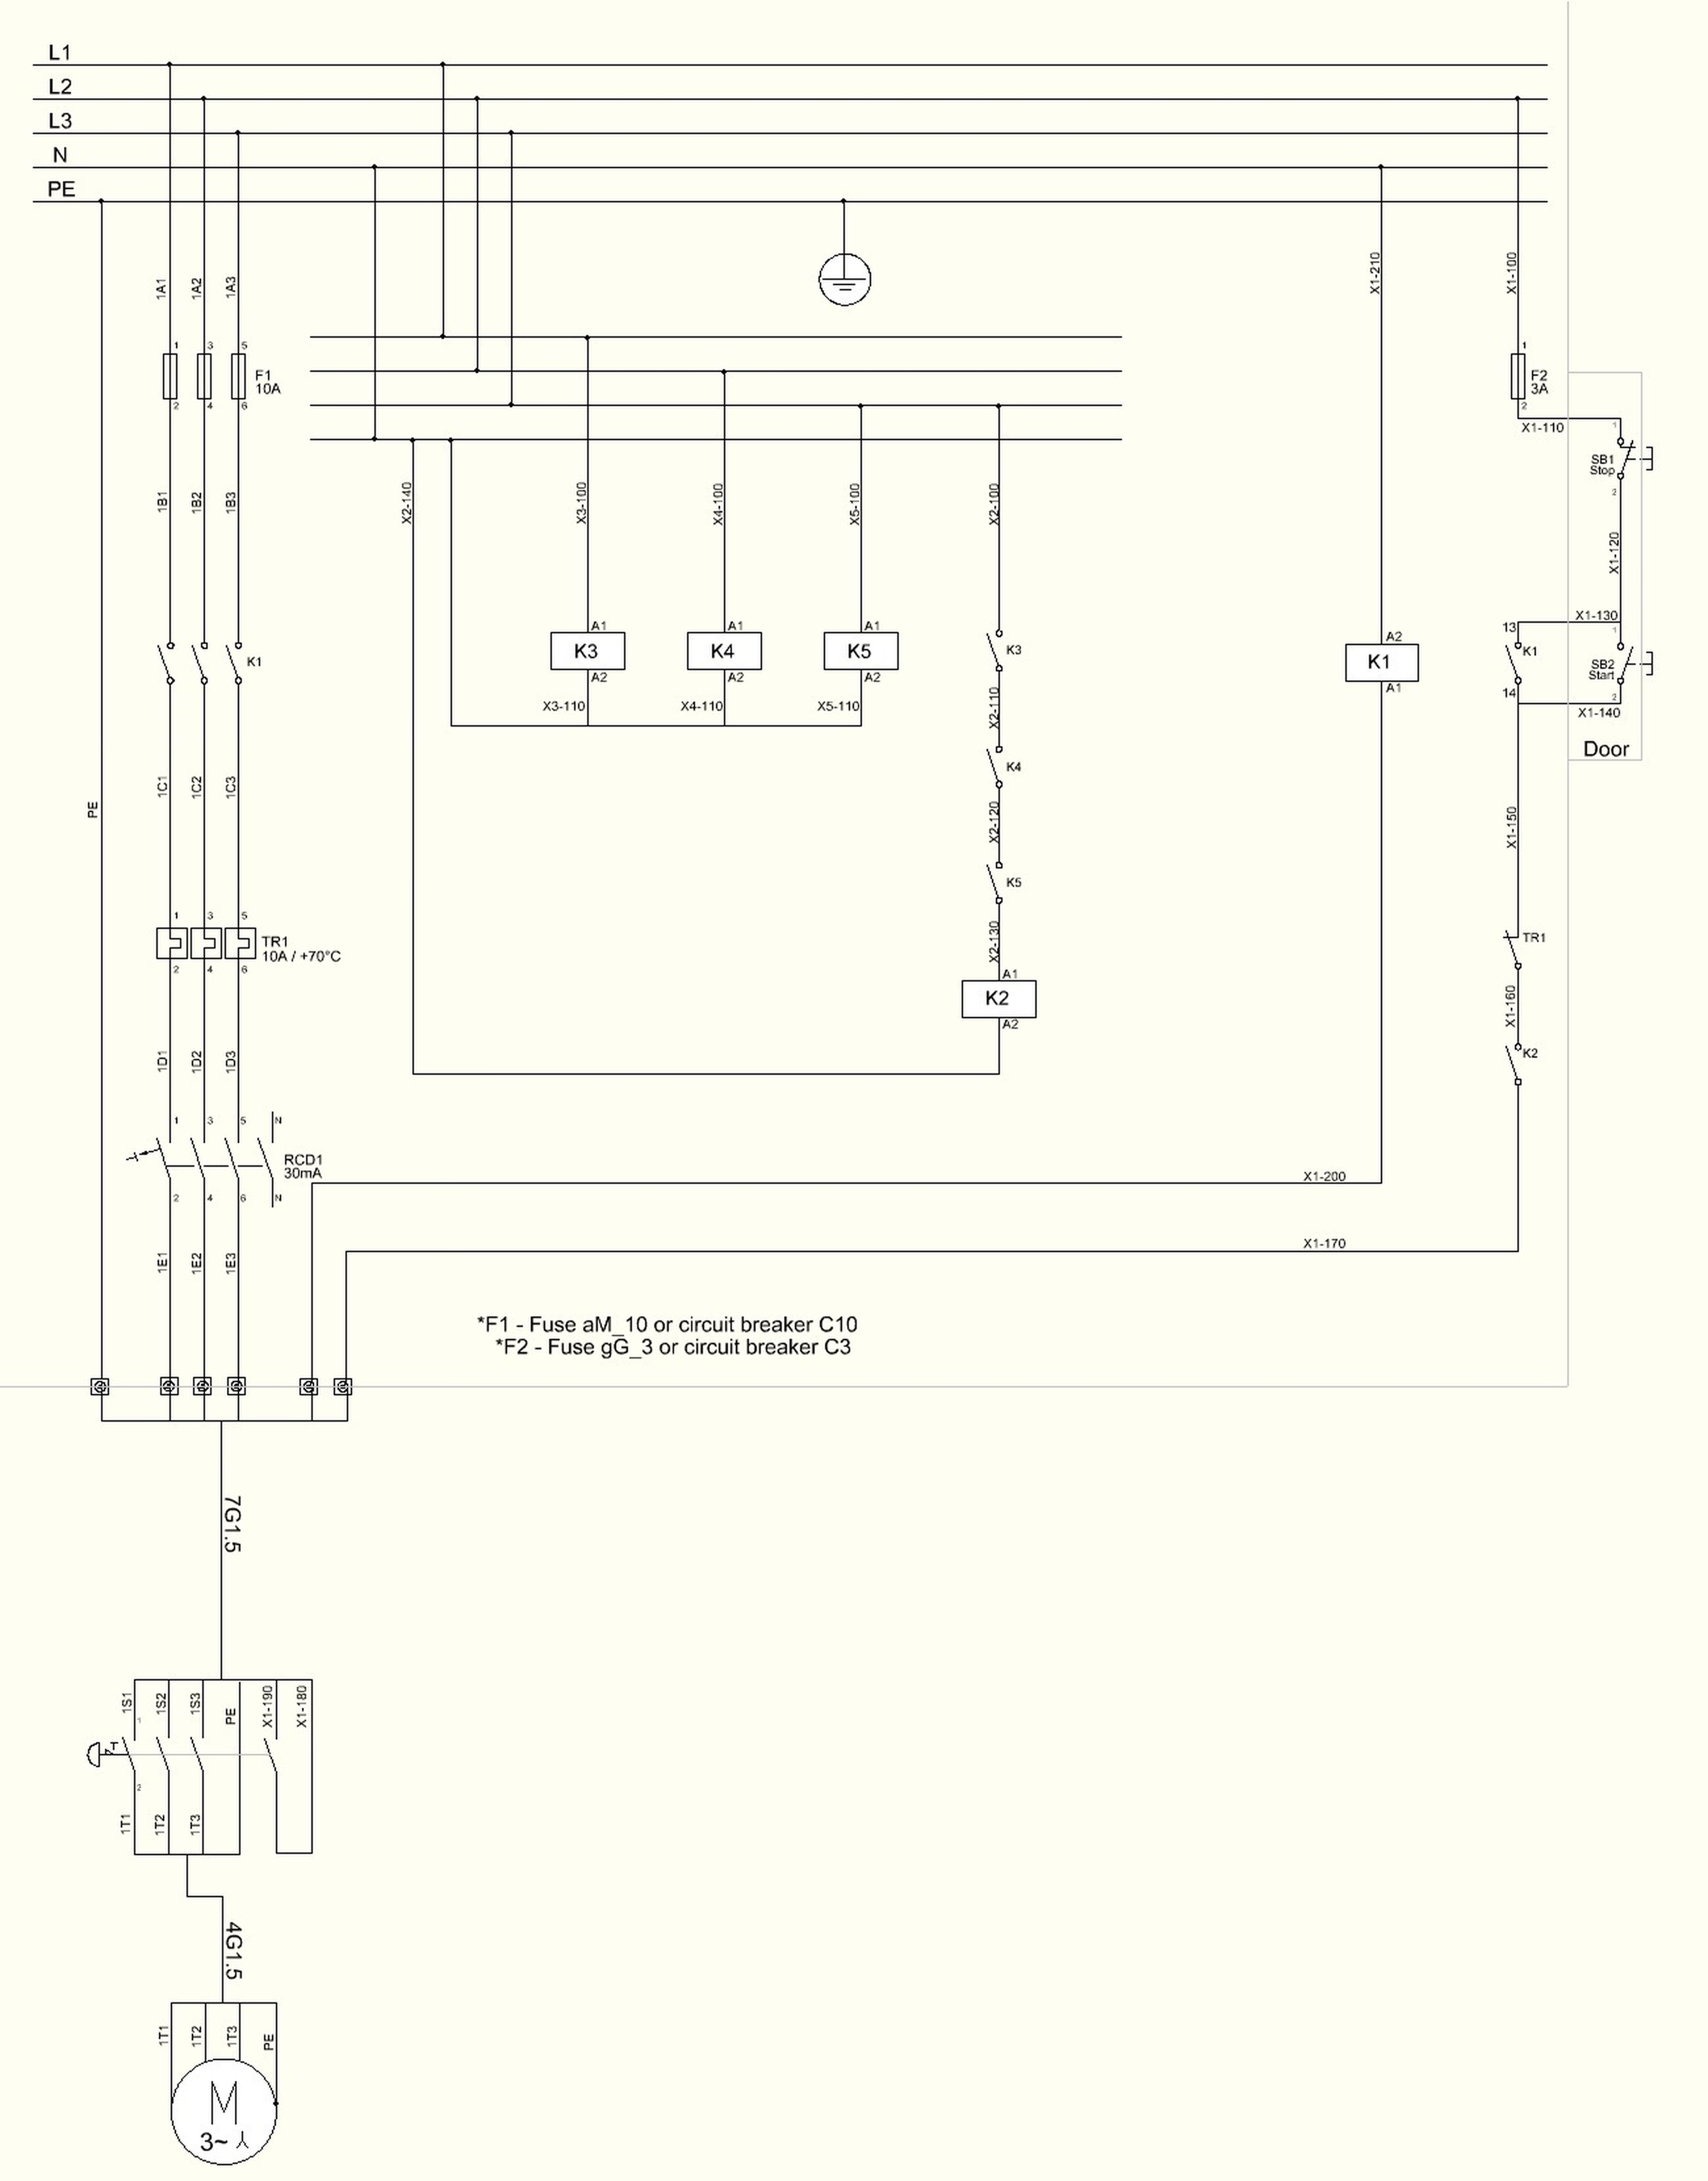 L1
L2
L3
N
PE
1A1
1A2
1A3
X1-210
X1-100
1
3
5
F1
10A
2
4
6
1
F2
3A
2
X1-110
1
SB1
Stop
2
1B1
1B2
1B3
X2-140
X3-100
X4-100
X5-100
X2-100
X1-120
A1
A1
A1
K3
K4
K5
A2
A2
A2
X3-110
X4-110
X5-110
K1
K3
X2-110
K4
X2-120
K5
X2-130
A1
K2
A2
A2
K1
A1
X1-130
13
K1
14
1
SB2
Start
2
X1-140
Door
PE
1C1
1C2
1C3
X1-150
1
3
5
TR1
10A / +70°C
2
4
6
TR1
X1-160
K2
1D1
1D2
1D3
1
3
5
N
RCD1
30mA
2
4
6
N
X1-200
X1-170
1E1
1E2
1E3
*F1 - Fuse aM_10 or circuit breaker C10
*F2 - Fuse gG_3 or circuit breaker C3
7G1.5
1S1
1S2
1S3
PE
X1-190
X1-180
1
2
1T1
1T2
1T3
4G1.5
1T1
1T2
1T3
PE
M
3~